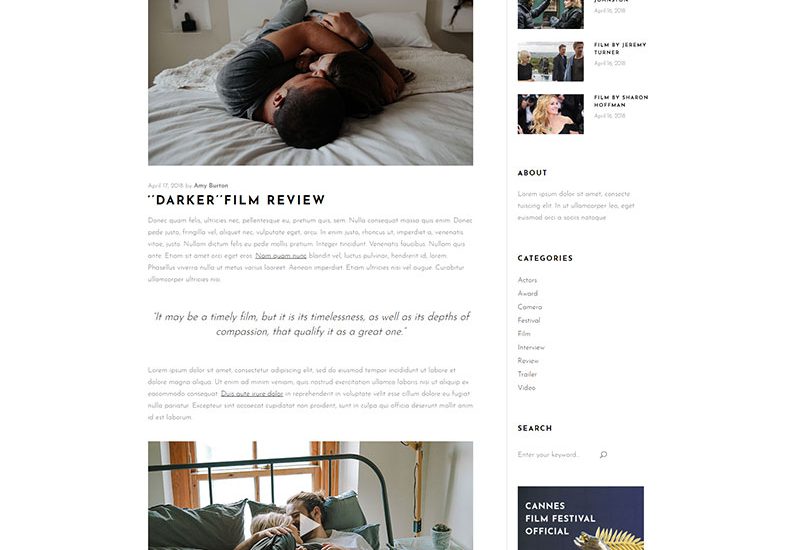 April 17, 2018 by Amy Burton
´´DARKER´´FILM REVIEW
Donec quam felis, ultricies nec, pellentesque eu, pretium quis, sem. Nulla consequat massa quis enim. Donec
pede justo, fringilla vel, aliquet nec, vulputate eget, arcu. In enim justo, rhoncus ut, imperdiet a, venenatis
vitae, justo. Nullam dictum felis eu pede mollis pretium. Integer tincidunt. Venenatis faucibus. Nullam quis
ante. Etiam sit amet orci eget eros. Nam quam nunc blandit vel, luctus pulvinar, hendrerit id, lorem.
Phasellus viverra nulla ut metus varius laoreet. Aenean imperdiet. Etiam ultricies nisi vel augue. Curabitur
ullamcorper ultricies nisi.
“It may be a timely film, but it is its timelessness, as well as its depths of
compassion, that qualify it as a great one.”
Lorem ipsum dolor sit amet, consectetur adipiscing elit, sed do eiusmod tempor incididunt ut labore et
dolore magna aliqua. Ut enim ad minim veniam, quis nostrud exercitation ullamco laboris nisi ut aliquip ex
eacommodo consequat. Duis aute irure dolor in reprehenderit in voluptate velit esse cillum dolore eu fugiat
nulla pariatur. Excepteur sint occaecat cupidatat non proident, sunt in culpa qui officia deserunt mollit anim
id est laborum.
JOHNSTON
April 16, 2018
FILM BY JEREMY
TURNER
April 16, 2018
FILM BY SHARON
HOFFMAN
April 16, 2018
ABOUT
Lorem ipsum dolor sit amet, consecte
tuiscing elit. In ut ullamcorper leo, eget
euismod orci a sociis natoque
CATEGORIES
Actors
Award
Camera
Festival
Film
Interview
Review
Trailer
Video
SEARCH
Enter your keyword...
CANNES
FILM FESTIVAL
OFFICIAL